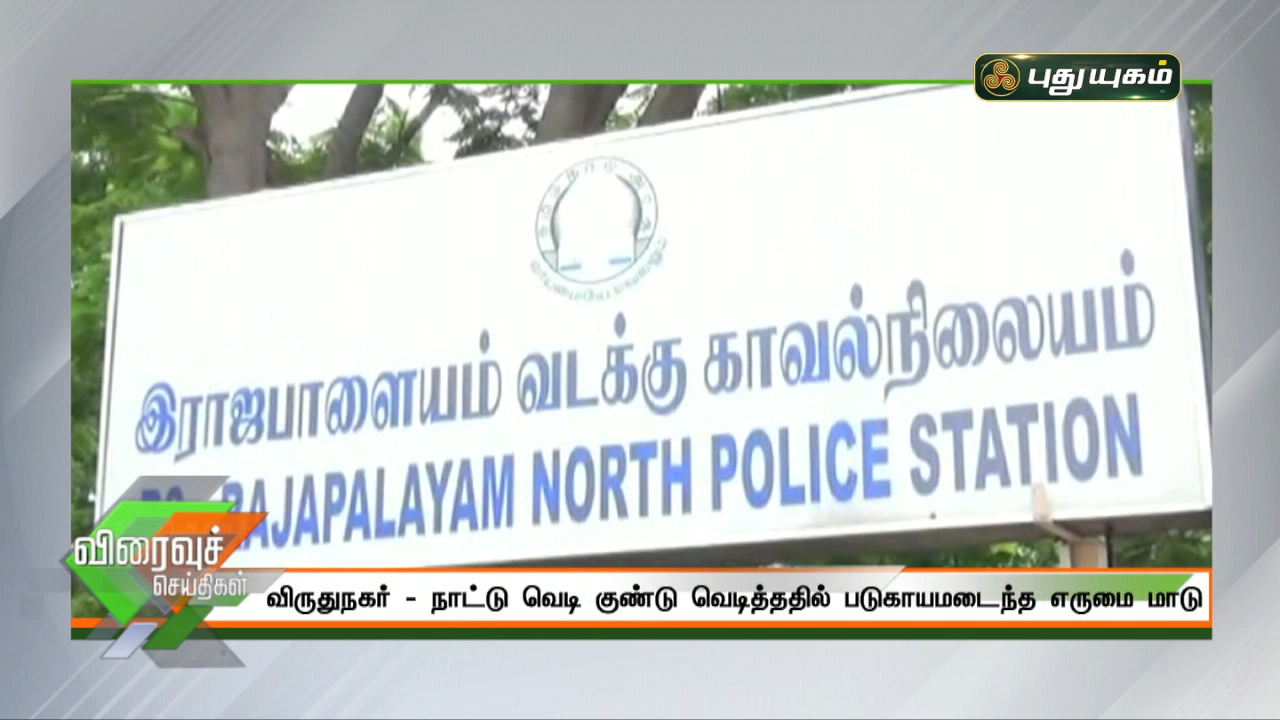 புதுயுகம்
இராஜபாளையம் வடக்கு காவல்நிலையம்
RAJAPALAYAM NORTH POLICE STATION
விரைவுச்
செய்திகள்
விருதுநகர் - நாட்டு வெடி குண்டு வெடித்ததில் படுகாயமடைந்த எருமை மாடு